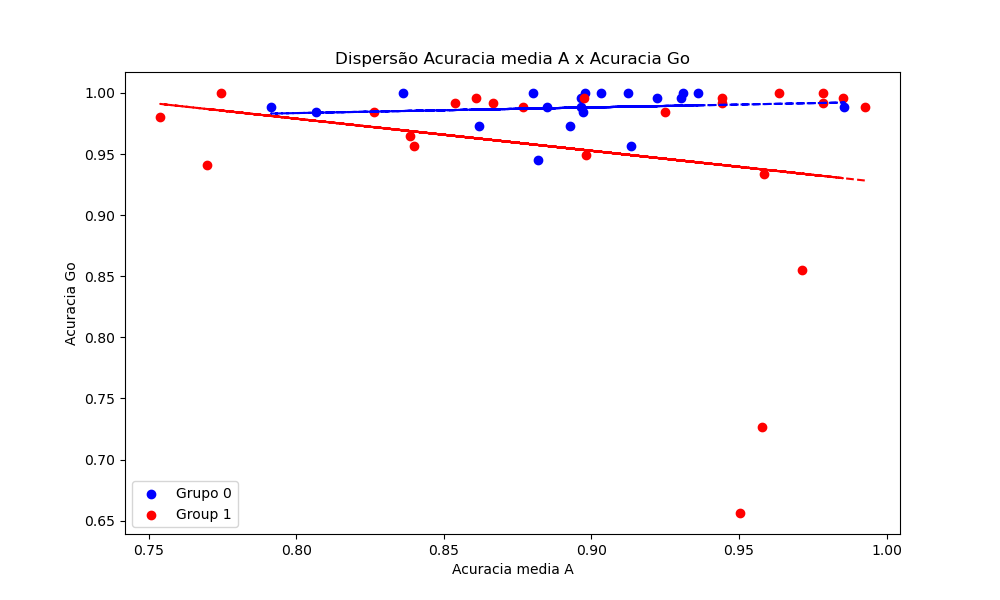 Dispersão Acuracia media A x Acuracia Go
Acuracia Go
1.00
0.95
0.90
0.85
0.80
0.75
0.70
0.65
Grupo 0
Group 1
0.75 0.80 0.85 0.90 0.95 1.00
Acuracia media A